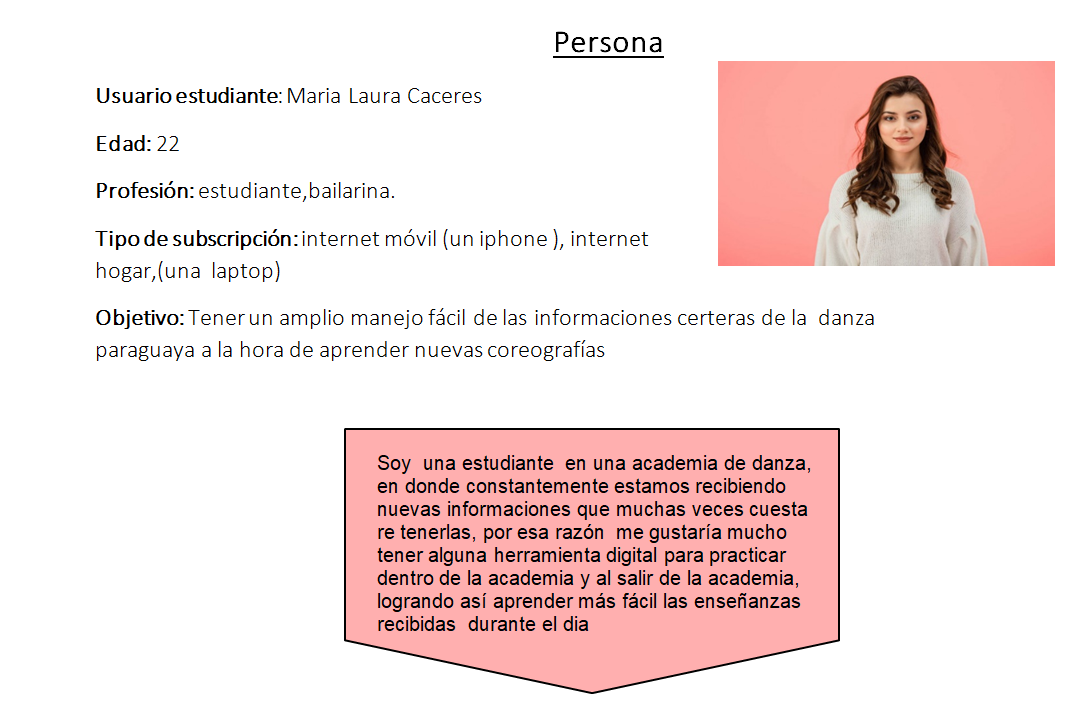 Persona
Usuario estudiante: Maria Laura Caceres
Edad: 22
Profesión: estudiante,bailarina.
Tipo de subscripción: internet móvil (un iphone ), internet
hogar,(una laptop)
Objetivo: Tener un amplio manejo fácil de las informaciones certeras de la danza
paraguaya a la hora de aprender nuevas coreografías
Soy una estudiante en una academia de danza,
en donde constantemente estamos recibiendo
nuevas informaciones que muchas veces cuesta
re tenerlas, por esa razón me gustaría mucho
tener alguna herramienta digital para practicar
dentro de la academia y al salir de la academia,
logrando así aprender más fácil las enseñanzas
recibidas durante el dia